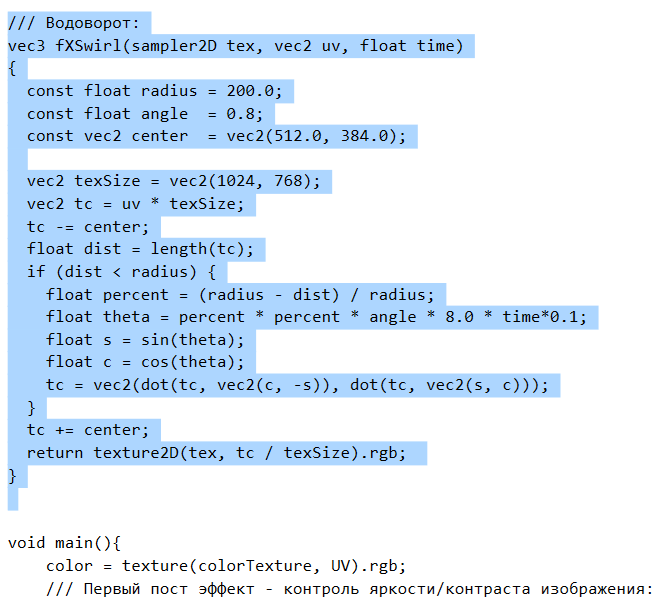 /// Водоворот:
vec3 fXSwirl(sampler2D tex, vec2 uv, float time)
{
  const float radius = 200.0;
  const float angle  = 0.8;
  const vec2 center  = vec2(512.0, 384.0);

  vec2 texSize = vec2(1024, 768);
  vec2 tc = uv * texSize;
  tc -= center;
  float dist = length(tc);
  if (dist < radius) {
    float percent = (radius - dist) / radius;
    float theta = percent * percent * angle * 8.0 * time*0.1;
    float s = sin(theta);
    float c = cos(theta);
    tc = vec2(dot(tc, vec2(c, -s)), dot(tc, vec2(s, c)));
  }
  tc += center;
  return texture2D(tex, tc / texSize).rgb;
}

void main(){
    color = texture(colorTexture, UV).rgb;
    /// Первый пост эффект - контроль яркости/контраста изображения: